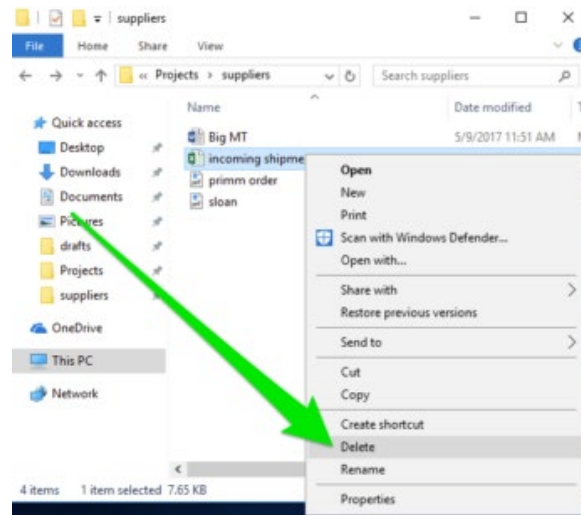 suppliers
File Home Share View
« Projects › suppliers
Search suppliers
Name Date modified
Quick access
Desktop
Downloads
Documents
Pictures
drafts
Projects
suppliers
OneDrive
This PC
Network
Big MT 5/9/2017 11:51 AM
incoming shipme
primm order
sloan
Open
New
Print
Scan with Windows Defender...
Open with...
Share with
Restore previous versions
Send to
Cut
Copy
Create shortcut
Delete
Rename
Properties
4 items 1 item selected 7.65 KB